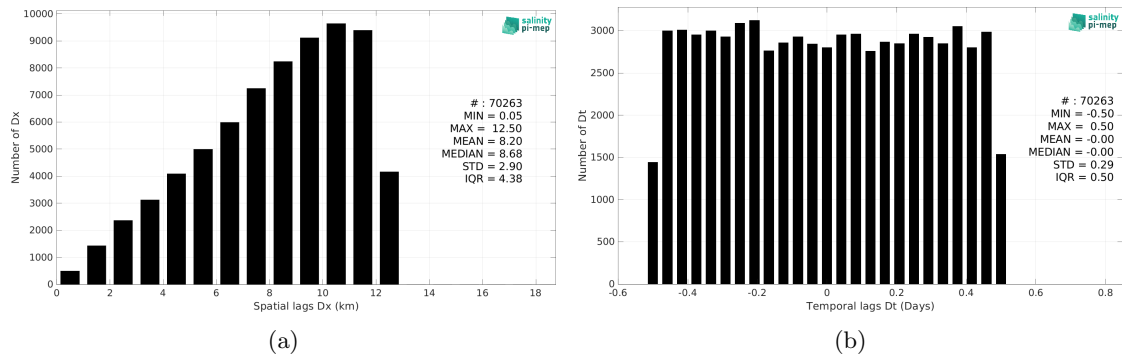 10000
9000
8000
7000
6000
5000
4000
3000
2000
1000
0
Number of Dx
0 2 4 6 8 10 12 14 16 18
Spatial lags Dx (km)
salinity
pi-mep
# : 70263
MIN = 0.05
MAX = 12.50
MEAN = 8.20
MEDIAN = 8.68
STD = 2.90
IQR = 4.38
(a)
3000
2500
2000
1500
1000
500
0
Number of Dt
-0.6 -0.4 -0.2 0 0.2 0.4 0.6 0.8
Temporal lags Dt (Days)
salinity
pi-mep
# : 70263
MIN = -0.50
MAX = 0.50
MEAN = -0.00
MEDIAN = -0.00
STD = 0.29
IQR = 0.50
(b)